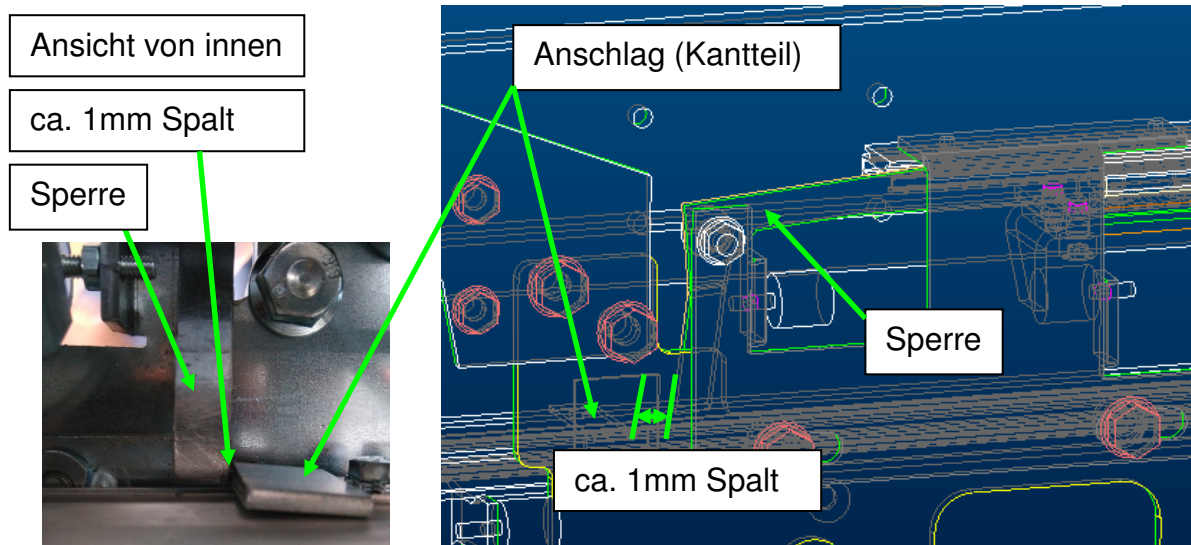 Ansicht von innen
ca. 1mm Spalt
Sperre
Anschlag (Kantteil)
Sperre
ca. 1mm Spalt